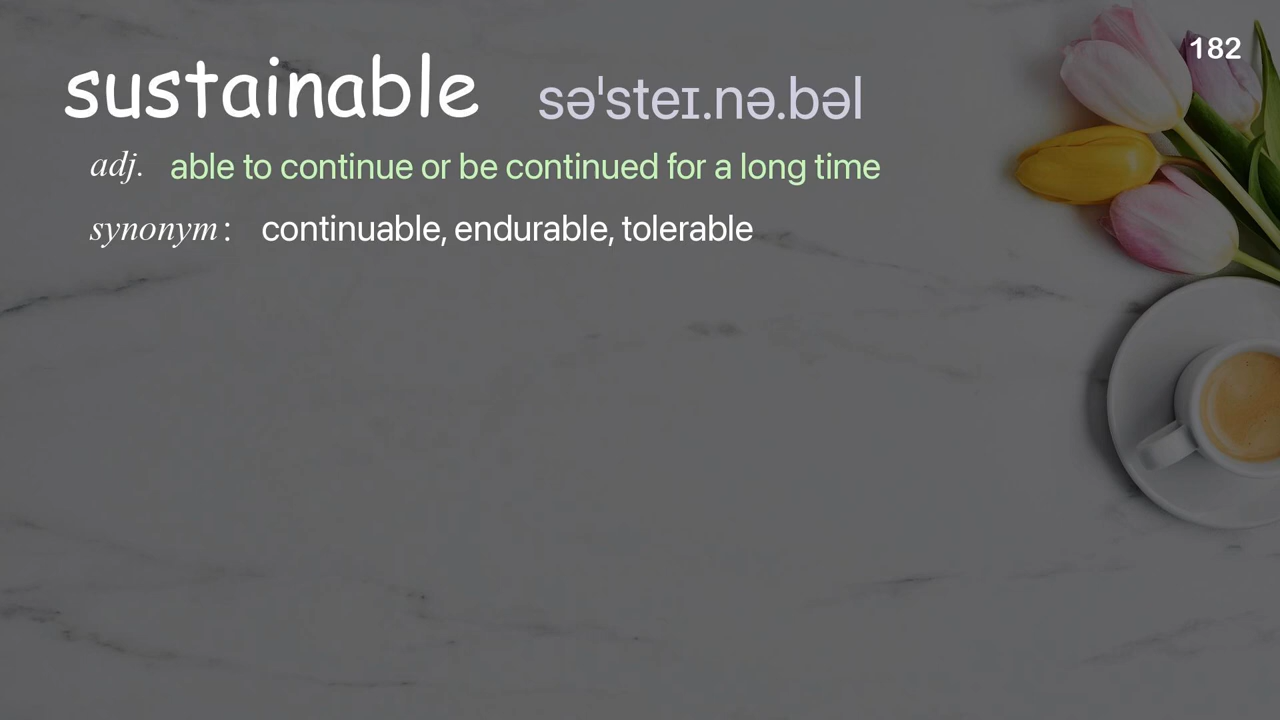 182
sustainable səˈsteɪ.nə.bəl
adj. able to continue or be continued for a long time
synonym: continuable, endurable, tolerable